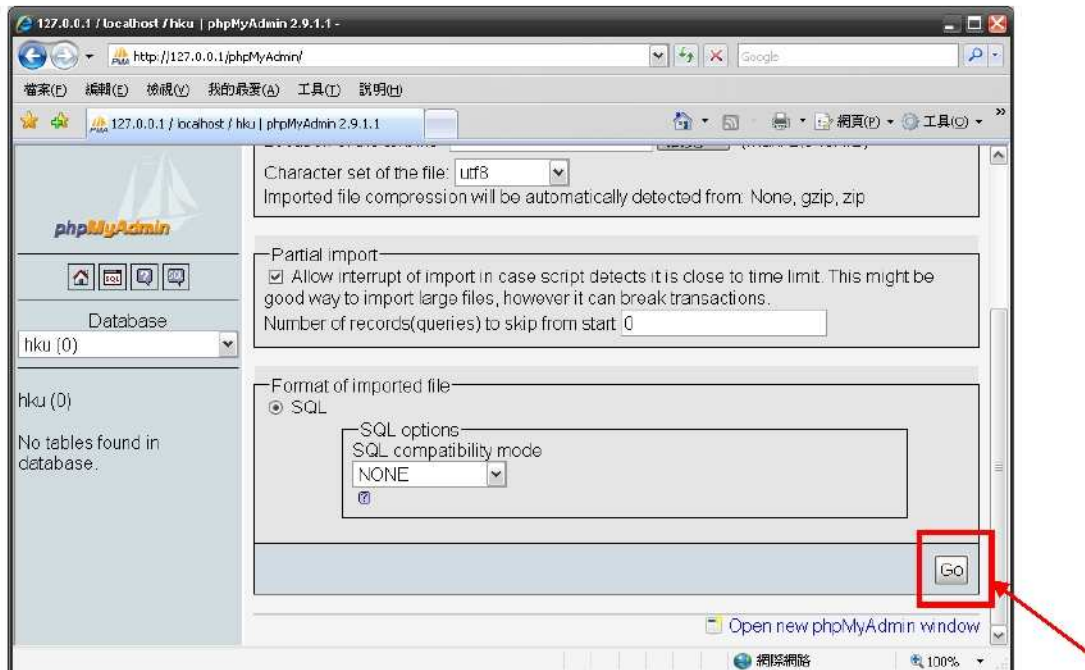 127.0.0.1 / localhost / hku | phpMyAdmin 2.9.1.1 -
http://127.0.0.1/phpMyAdmin/
Google
檔案(F) 編輯(E) 檢視(V) 我的最愛(A) 工具(T) 說明(H)
127.0.0.1 / localhost / hku | phpMyAdmin 2.9.1.1
網頁(P) 工具(O)
phpMyAdmin
SQL
Database
hku (0)
hku (0)
No tables found in
database.
Character set of the file: utf8
Imported file compression will be automatically detected from: None, gzip, zip
Partial import
Allow interrupt of import in case script detects it is close to time limit. This might be
good way to import large files, however it can break transactions.
Number of records(queries) to skip from start 0
Format of imported file
SQL
SQL options
SQL compatibility mode
NONE
Go
Open new phpMyAdmin window
網際網路 100%